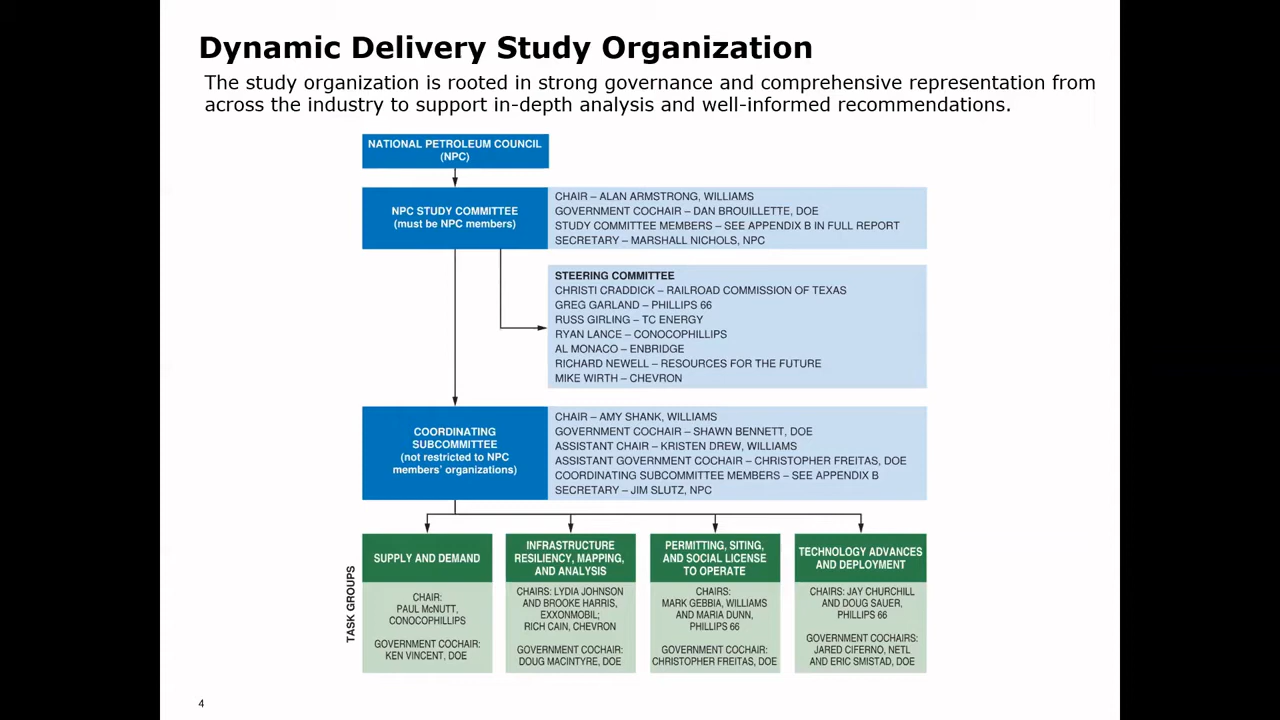 Dynamic Delivery Study Organization
The study organization is rooted in strong governance and comprehensive representation from
across the industry to support in-depth analysis and well-informed recommendations.
NATIONAL PETROLEUM COUNCIL
(NPC)
NPC STUDY COMMITTEE
(must be NPC members)
CHAIR – ALAN ARMSTRONG, WILLIAMS
GOVERNMENT COCHAIR – DAN BROUILLETTE, DOE
STUDY COMMITTEE MEMBERS – SEE APPENDIX B IN FULL REPORT
SECRETARY – MARSHALL NICHOLS, NPC
STEERING COMMITTEE
CHRISTI CRADDICK – RAILROAD COMMISSION OF TEXAS
GREG GARLAND – PHILLIPS 66
RUSS GIRLING – TC ENERGY
RYAN LANCE – CONOCOPHILLIPS
AL MONACO – ENBRIDGE
RICHARD NEWELL – RESOURCES FOR THE FUTURE
MIKE WIRTH – CHEVRON
COORDINATING
SUBCOMMITTEE
(not restricted to NPC
members' organizations)
CHAIR – AMY SHANK, WILLIAMS
GOVERNMENT COCHAIR – SHAWN BENNETT, DOE
ASSISTANT CHAIR – KRISTEN DREW, WILLIAMS
ASSISTANT GOVERNMENT COCHAIR – CHRISTOPHER FREITAS, DOE
COORDINATING SUBCOMMITTEE MEMBERS – SEE APPENDIX B
SECRETARY – JIM SLUTZ, NPC
TASK GROUPS
SUPPLY AND DEMAND
CHAIR:
PAUL McNUTT,
CONOCOPHILLIPS
GOVERNMENT COCHAIR:
KEN VINCENT, DOE
INFRASTRUCTURE
RESILIENCY, MAPPING,
AND ANALYSIS
CHAIRS: LYDIA JOHNSON
AND BROOKE HARRIS,
EXXONMOBIL;
RICH CAIN, CHEVRON
GOVERNMENT COCHAIR:
DOUG MACINTYRE, DOE
PERMITTING, SITING,
AND SOCIAL LICENSE
TO OPERATE
CHAIRS:
MARK GEBBIA, WILLIAMS
AND MARIA DUNN,
PHILLIPS 66
GOVERNMENT COCHAIR:
CHRISTOPHER FREITAS, DOE
TECHNOLOGY ADVANCES
AND DEPLOYMENT
CHAIRS: JAY CHURCHILL
AND DOUG SAUER,
PHILLIPS 66
GOVERNMENT COCHAIRS:
JARED CIFERNO, NETL
AND ERIC SMISTAD, DOE
4